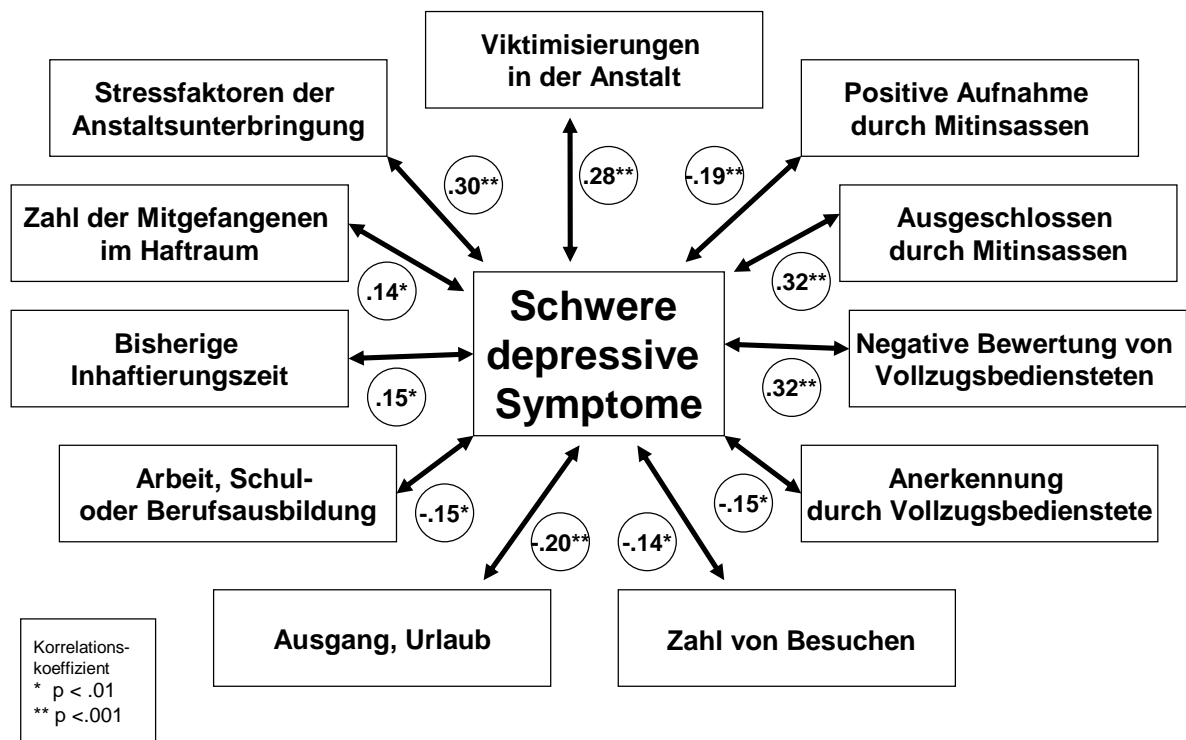 Viktimisierungen
in der Anstalt
Stressfaktoren der
Anstaltsunterbringung
Positive Aufnahme
durch Mitinsassen
.30**
.28**
-.19**
Zahl der Mitgefangenen
im Haftraum
Ausgeschlossen
durch Mitinsassen
.14*
.32**
Schwere
depressive
Symptome
Bisherige
Inhaftierungszeit
Negative Bewertung von
Vollzugsbediensteten
.15*
.32**
Arbeit, Schul-
oder Berufsausbildung
Anerkennung
durch Vollzugsbedienstete
-.15*
-.20**
-.14*
-.15*
Ausgang, Urlaub
Zahl von Besuchen
Korrelations-
koeffizient
* p < .01
** p <.001